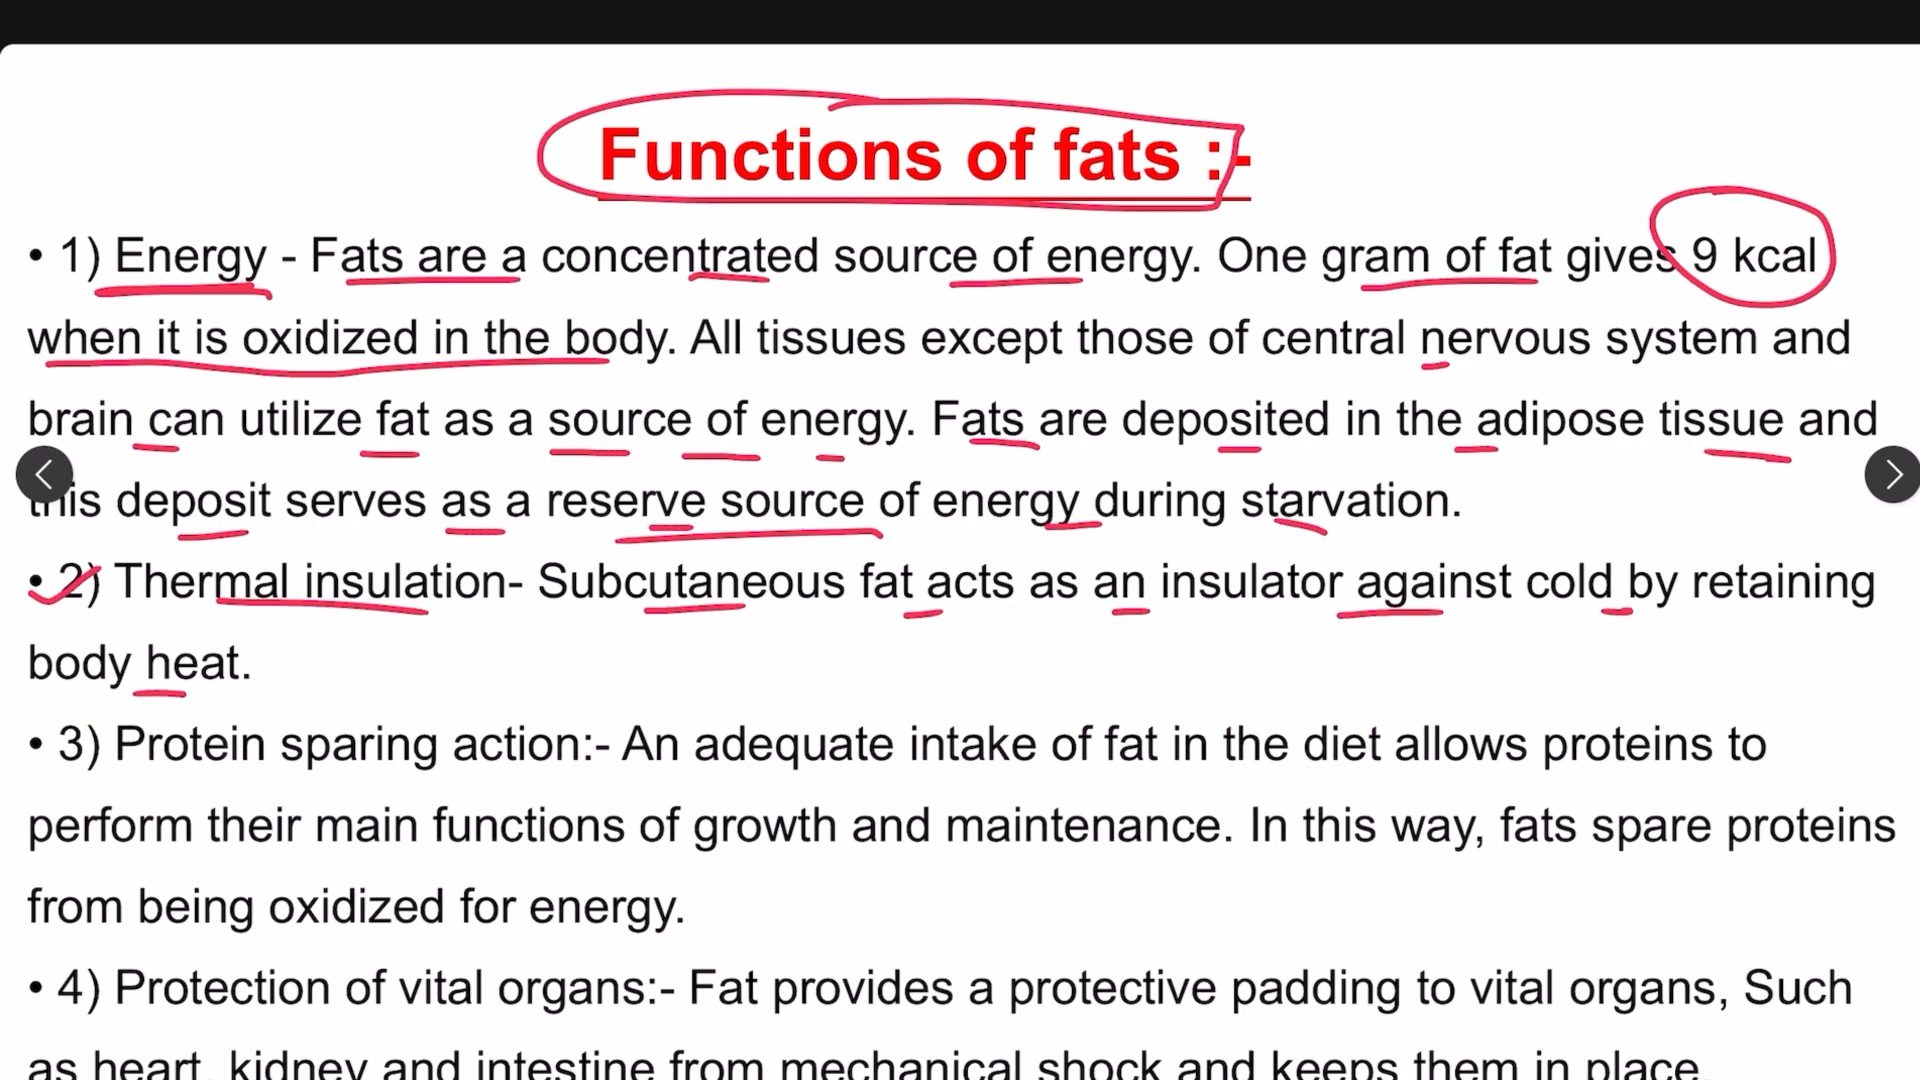 Functions of fats :-
• 1) Energy - Fats are a concentrated source of energy. One gram of fat gives 9 kcal
when it is oxidized in the body. All tissues except those of central nervous system and
brain can utilize fat as a source of energy. Fats are deposited in the adipose tissue and
this deposit serves as a reserve source of energy during starvation.
• 2) Thermal insulation- Subcutaneous fat acts as an insulator against cold by retaining
body heat.
• 3) Protein sparing action:- An adequate intake of fat in the diet allows proteins to
perform their main functions of growth and maintenance. In this way, fats spare proteins
from being oxidized for energy.
• 4) Protection of vital organs:- Fat provides a protective padding to vital organs, Such
as heart, kidney and intestine from mechanical shock and keeps them in place.